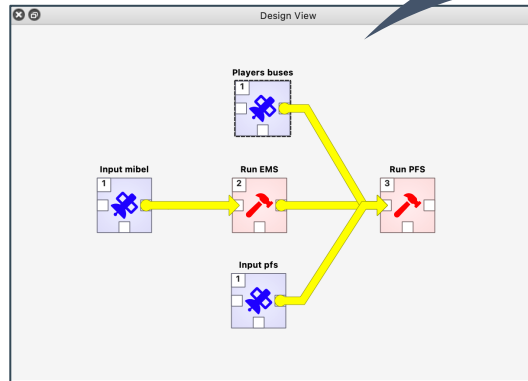 Design View
Players buses
1
Input mibel
1
Run EMS
2
Run PFS
3
Input pfs
1